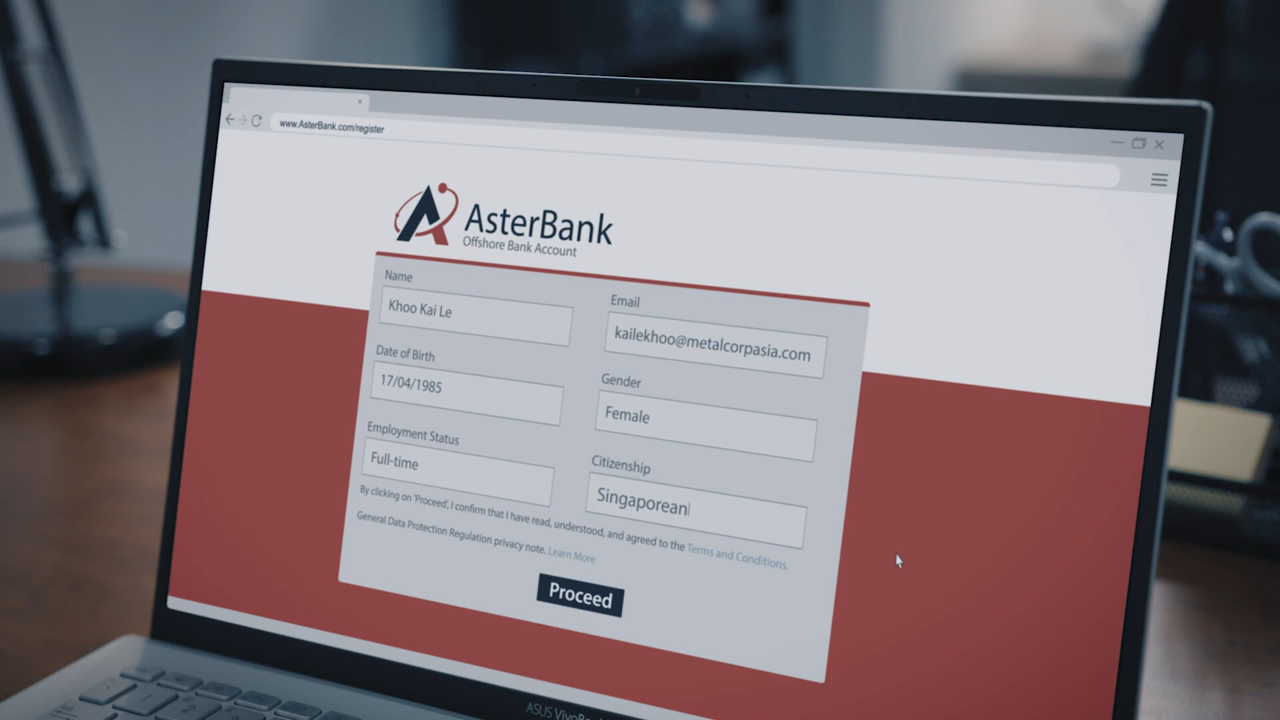 www.AsterBank.com/register
AsterBank
Offshore Bank Account
Name
Khoo Kai Le
Email
kailekhoo@metalcorpasia.com
Date of Birth
17/04/1985
Gender
Female
Employment Status
Full-time
Citizenship
Singaporean
By clicking on 'Proceed', I confirm that I have read, understood, and agreed to the Terms and Conditions.
General Data Protection Regulation privacy note. Learn More
Proceed
ASUS